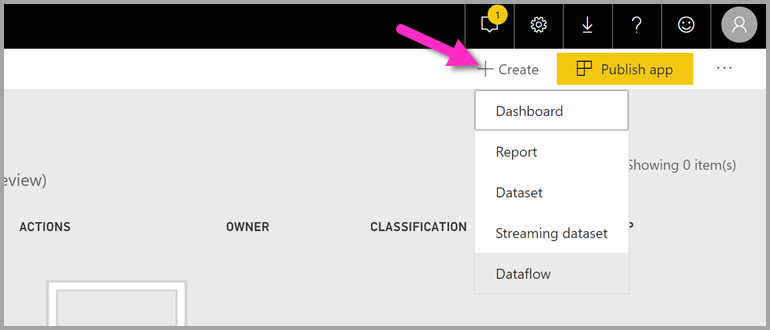 1
?
+ Create
Publish app
...
Dashboard
Report
Showing 0 item(s)
eview)
Dataset
ACTIONS OWNER CLASSIFICATION P
Streaming dataset
Dataflow